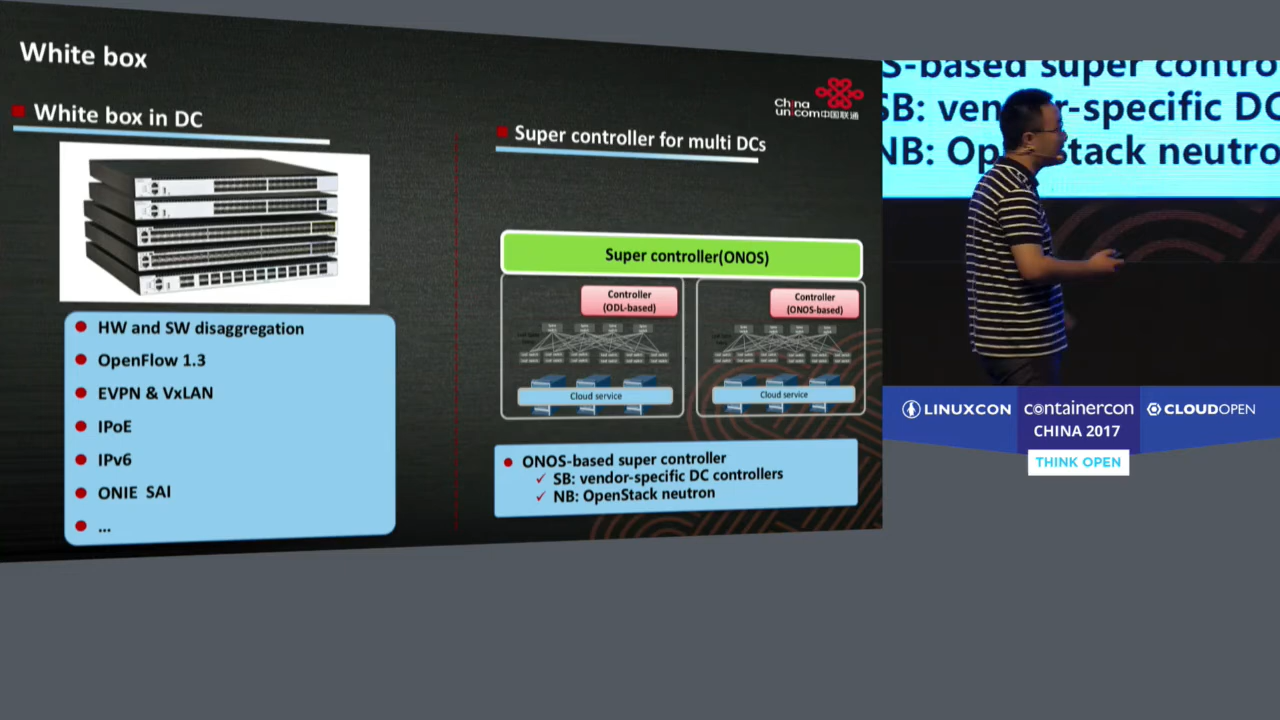 White box
White box in DC
HW and SW disaggregation
OpenFlow 1.3
EVPN & VxLAN
IPoE
IPv6
ONIE SAI
...
China
unicom中国联通
Super controller for multi DCs
Super controller(ONOS)
Controller
(ODL-based)
Cloud service
Controller
(ONOS-based)
Cloud service
ONOS-based super controller
✓ SB: vendor-specific DC controllers
✓ NB: OpenStack neutron
S-based super contro
SB: vendor-specific DC
NB: OpenStack neutro
LINUXCON
containercon
CLOUDOPEN
CHINA 2017
THINK OPEN